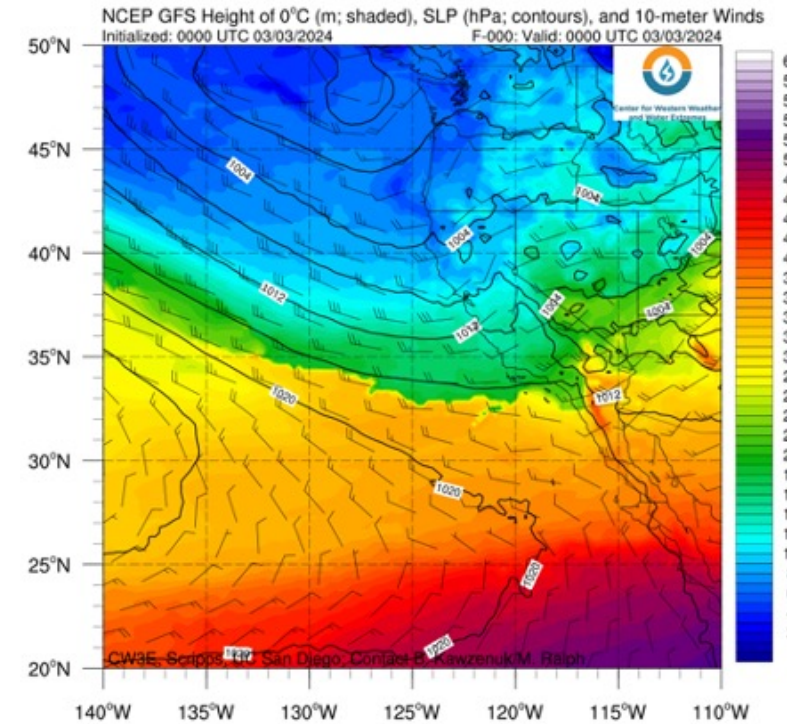 NCEP GFS Height of 0°C (m; shaded), SLP (hPa; contours), and 10-meter Winds
Initialized: 0000 UTC 03/03/2024 F-000: Valid: 0000 UTC 03/03/2024
Center for Western Weather
and Water Extremes
50°N
45°N
40°N
35°N
30°N
25°N
20°N
1004
1004
1004
1004
1012
1004
1004
1012
1012
1020
1020
1020
1020
1020
CW3E, Scripps, UC San Diego; Contact B. Kawzenuk/M. Ralph
140°W 135°W 130°W 125°W 120°W 115°W 110°W